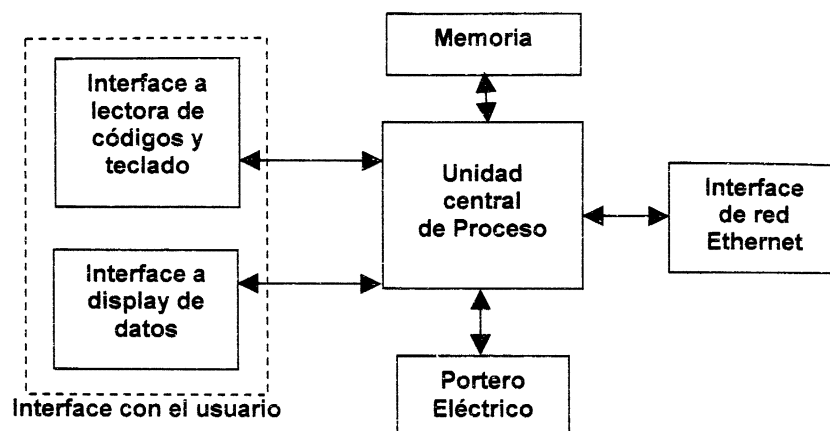 Memoria
Interface a
lectora de
códigos y
teclado
Unidad
central
de Proceso
Interface
de red
Ethernet
Interface a
display de
datos
Portero
Eléctrico
Interface con el usuario